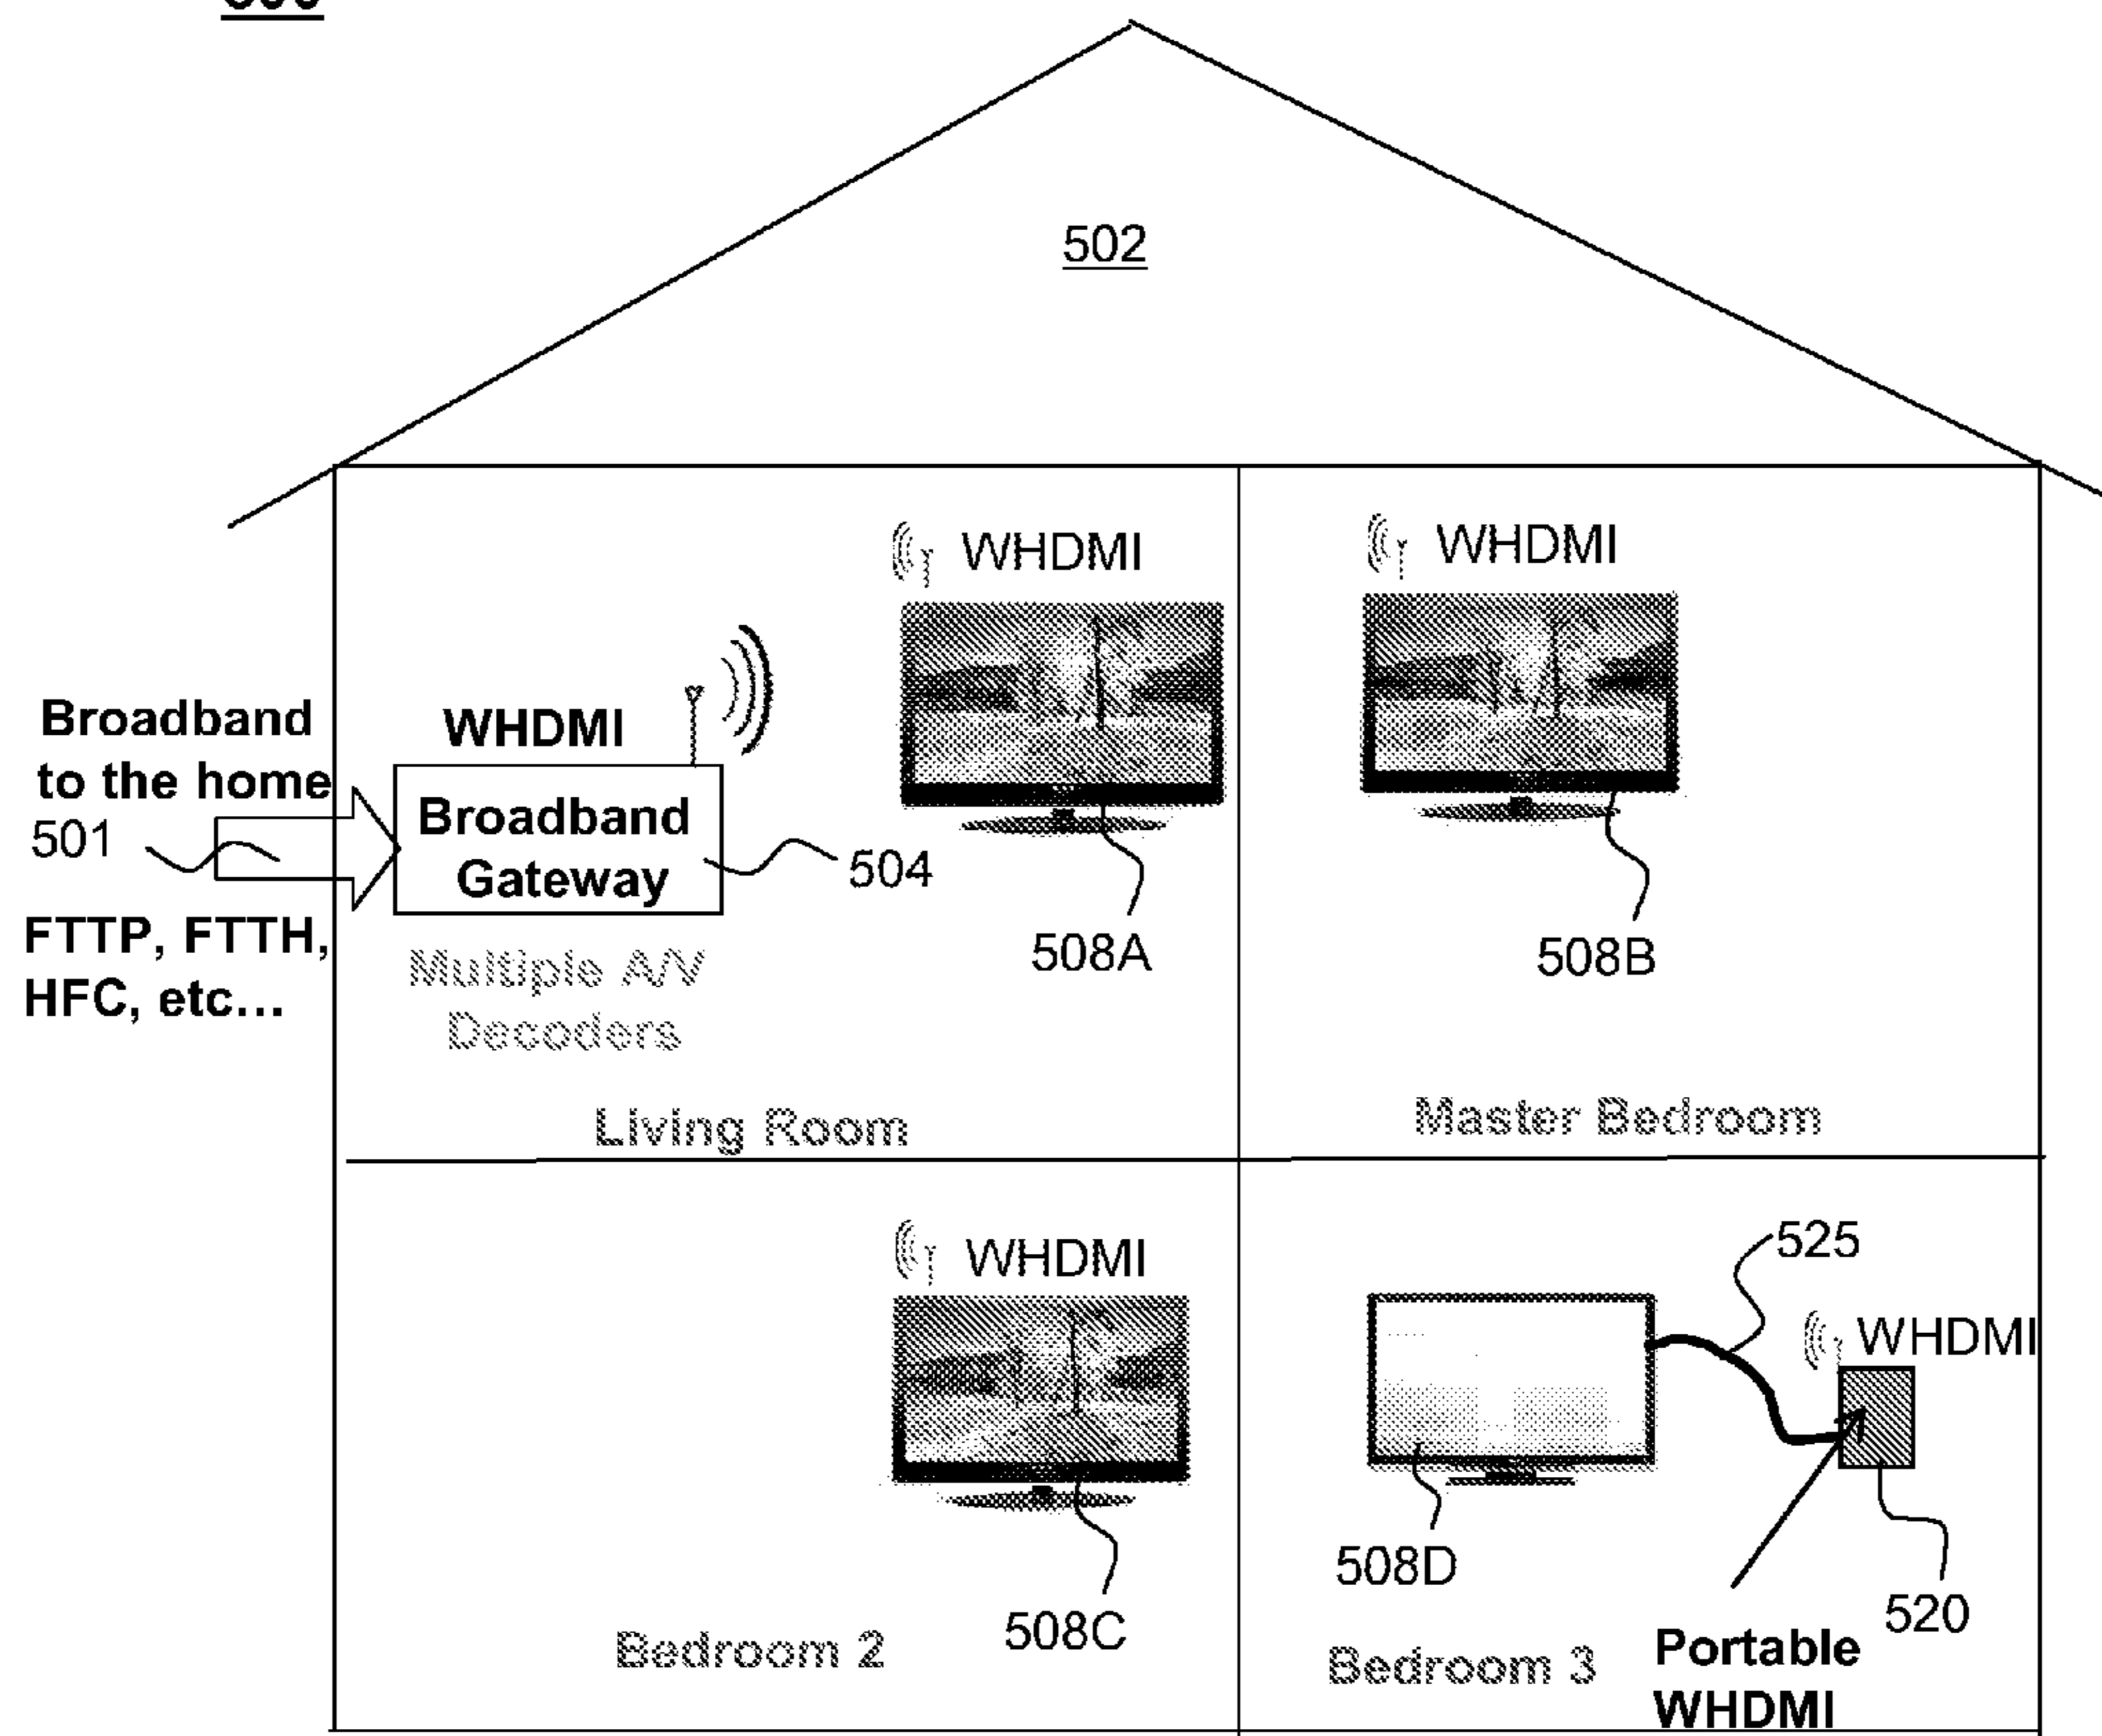 502
WHDMI
WHDMI
Broadband
to the home
501
FTTP, FTTH,
HFC, etc...
WHDMI
Broadband
Gateway
504
Multiple A/V
Decoders
508A
508B
Living Room
Master Bedroom
WHDMI
508C
Bedroom 2
525
WHDMI
508D
520
Bedroom 3
Portable
WHDMI